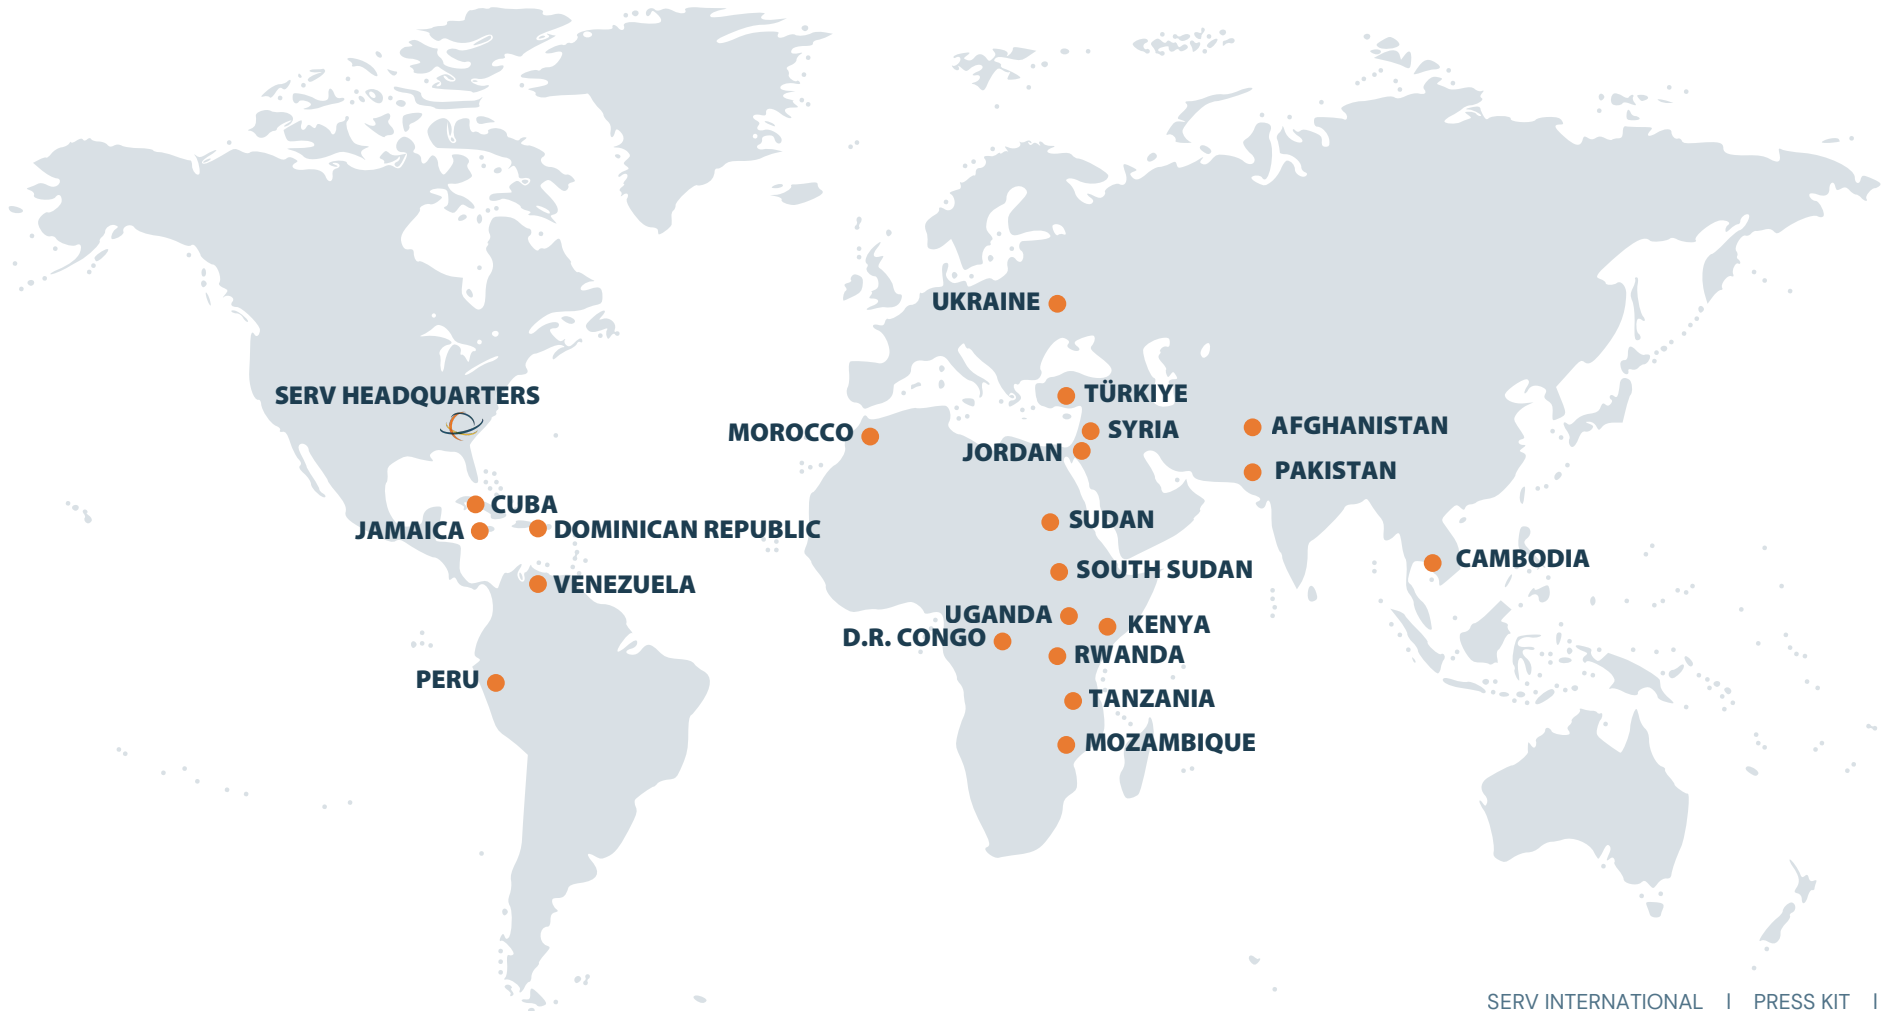 UKRAINE
TÜRKIYE
SERV HEADQUARTERS
AFGHANISTAN
SYRIA
MOROCCO
JORDAN
PAKISTAN
CUBA
SUDAN
JAMAICA
DOMINICAN REPUBLIC
CAMBODIA
SOUTH SUDAN
VENEZUELA
UGANDA
KENYA
D.R. CONGO
RWANDA
PERU
TANZANIA
MOZAMBIQUE
SERV INTERNATIONAL I PRESS KIT I